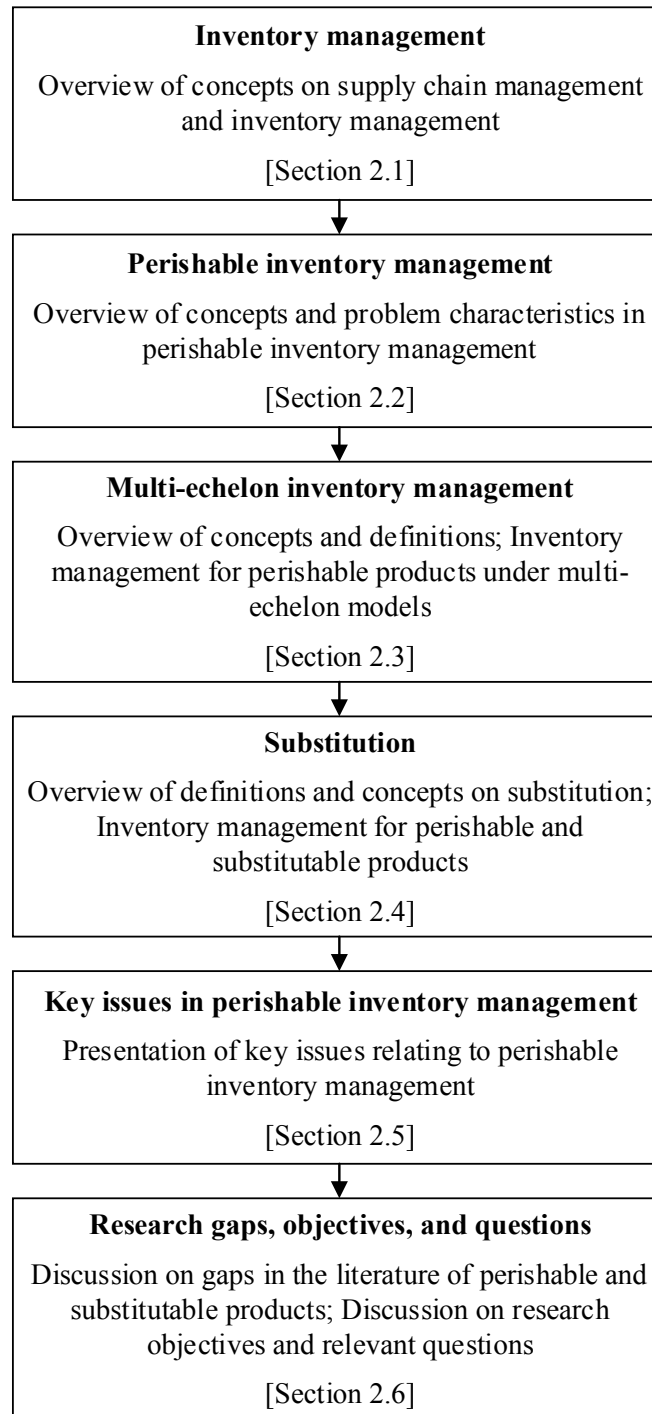 Inventory management
Overview of concepts on supply chain management
and inventory management
[Section 2.1]
Perishable inventory management
Overview of concepts and problem characteristics in
perishable inventory management
[Section 2.2]
Multi-echelon inventory management
Overview of concepts and definitions; Inventory
management for perishable products under multi-
echelon models
[Section 2.3]
Substitution
Overview of definitions and concepts on substitution;
Inventory management for perishable and
substitutable products
[Section 2.4]
Key issues in perishable inventory management
Presentation of key issues relating to perishable
inventory management
[Section 2.5]
Research gaps, objectives, and questions
Discussion on gaps in the literature of perishable and
substitutable products; Discussion on research
objectives and relevant questions
[Section 2.6]